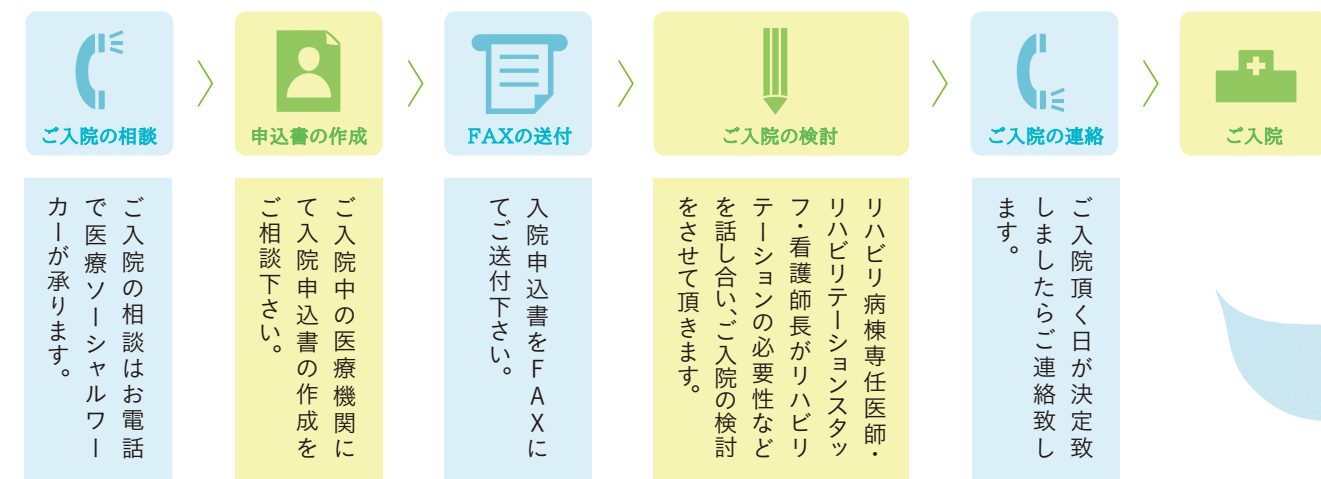 ご入院の相談
申込書の作成
FAXの送付
ご入院の検討
ご入院の連絡
ご入院
ご入院の相談はお電話
で医療ソーシャルワー
カーが承ります。
ご入院中の医療機関に
て入院申込書の作成を
ご相談下さい。
入院申込書をFAXに
てご送付下さい。
リハビリ病棟専任医師・
リハビリテーションスタッ
フ・看護師長がリハビリ
テーションの必要性など
を話し合い、ご入院の検討
をさせて頂きます。
ご入院頂く日が決定致
しましたらご連絡致し
ます。